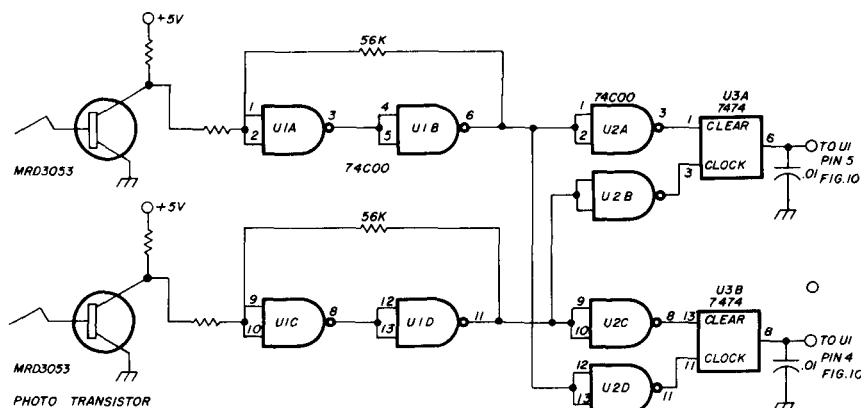 +5V
56K
74C00
U3A
7474
1
2
U1A
3
4
5
U1B
6
1
2
U2A
3
1
CLEAR
6
TO U1
PIN 5
FIG.10
CLOCK
3
.01
MRD3053
74C00
U2B
+5V
56K
U3B
7474
9
10
U1C
8
12
13
U1D
11
9
10
U2C
8
13
CLEAR
8
TO U1
PIN 4
FIG.10
CLOCK
11
.01
MRD3053
12
13
U2D
11
PHOTO TRANSISTOR